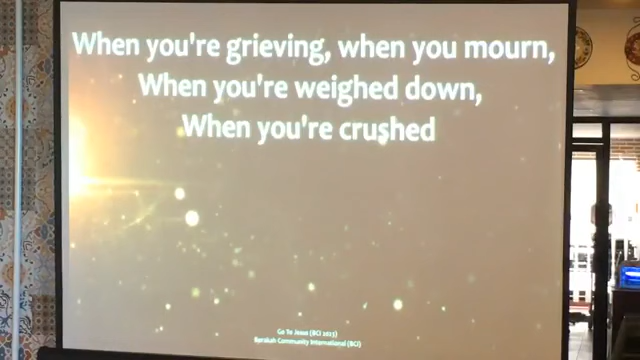 When you're grieving, when you mourn,
When you're weighed down,
When you're crushed
Go To Jesus (BCI 2023)
Barakah Community International (BCI)